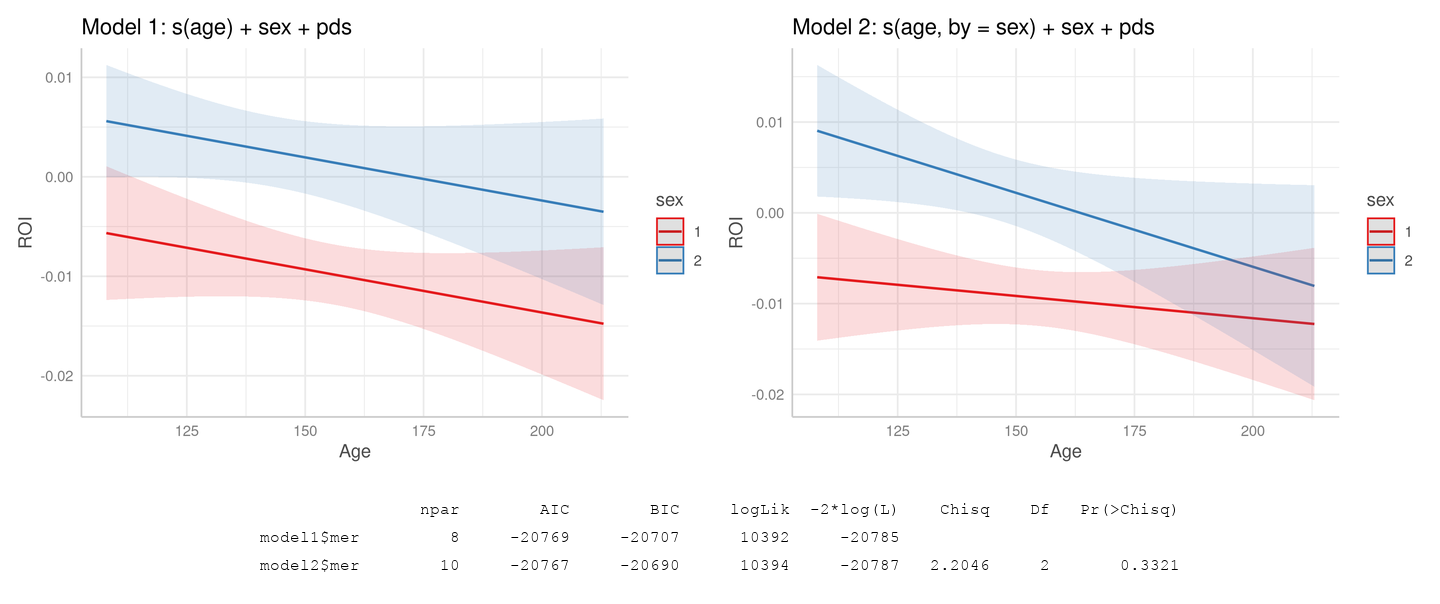 Model 1: s(age) + sex + pds
0.01
0.00
-0.01
-0.02
ROI
125 150 175 200
Age
sex
1
2
Model 2: s(age, by = sex) + sex + pds
0.01
0.00
-0.01
-0.02
ROI
125 150 175 200
Age
sex
1
2
npar AIC BIC logLik -2*log(L) Chisq Df Pr(>Chisq)
model1$mer 8 -20769 -20707 10392 -20785
model2$mer 10 -20767 -20690 10394 -20787 2.2046 2 0.3321